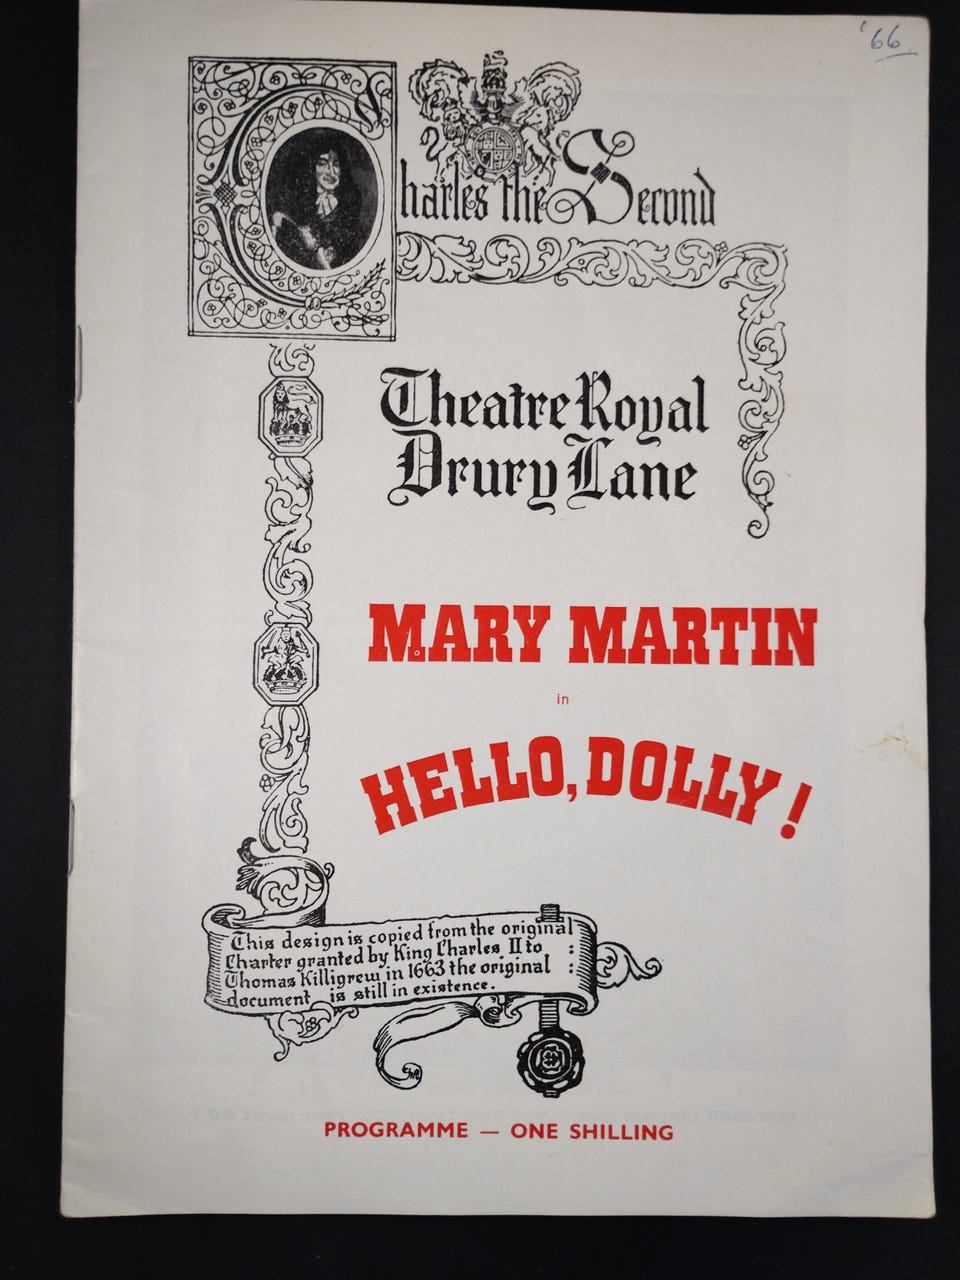 '66.
Charles the Second
Theatre Royal
Drury Lane
MARY MARTIN
in
HELLO, DOLLY!
This design is copied from the original
Charter granted by King Charles II to :
Thomas Killigrew in 1663 the original :
document is still in existence.
PROGRAMME — ONE SHILLING